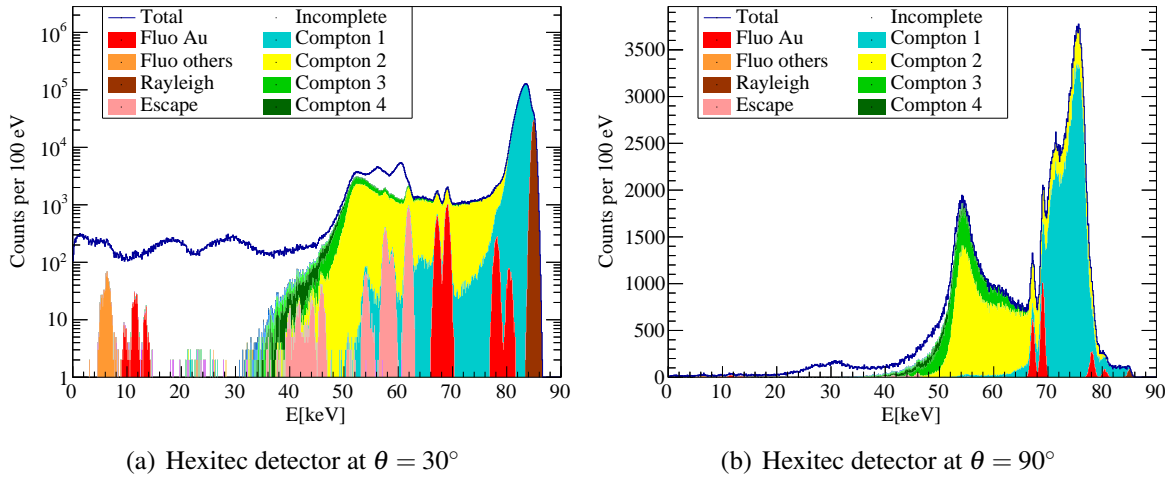 Total Incomplete
Fluo Au Compton 1
Fluo others Compton 2
Rayleigh Compton 3
Escape Compton 4
Counts per 100 eV
10⁶
10⁵
10⁴
10³
10²
10
1
0 10 20 30 40 50 60 70 80 90
E[keV]
(a) Hexitec detector at θ = 30°
Total Incomplete
Fluo Au Compton 1
Fluo others Compton 2
Rayleigh Compton 3
Escape Compton 4
Counts per 100 eV
3500
3000
2500
2000
1500
1000
500
0
0 10 20 30 40 50 60 70 80 90
E[keV]
(b) Hexitec detector at θ = 90°